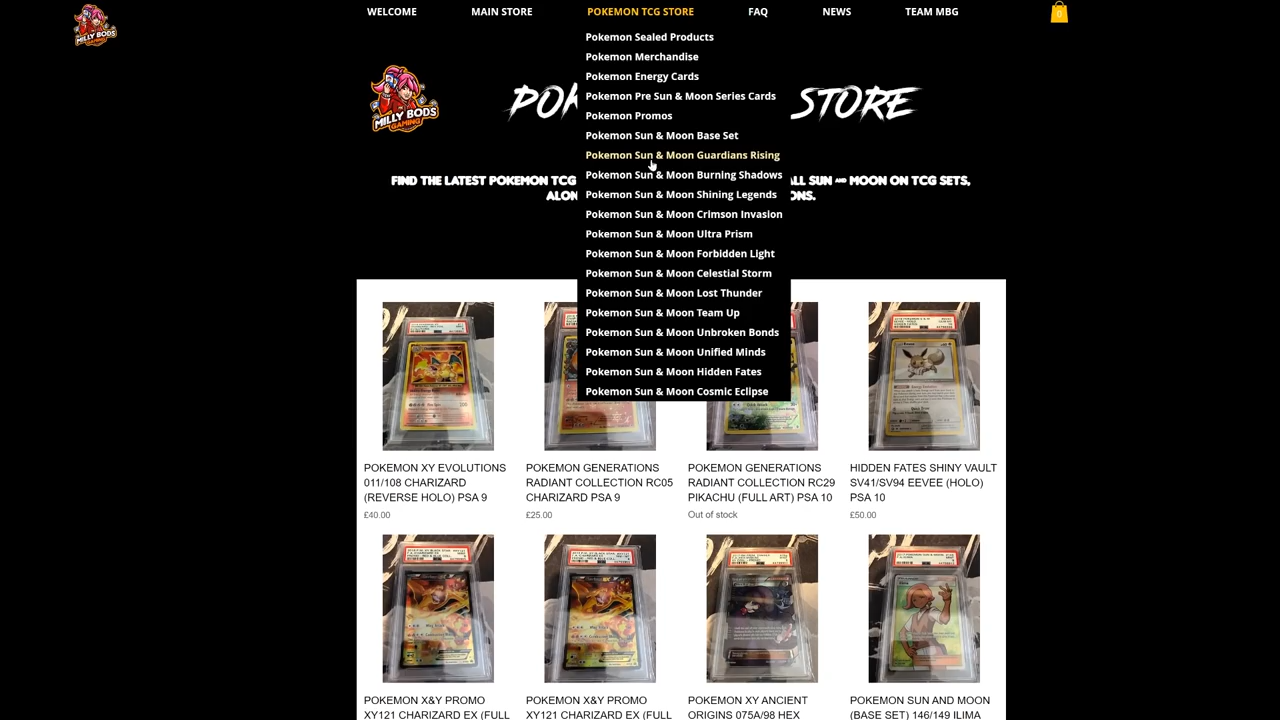 WELCOME
MAIN STORE
POKEMON TCG STORE
FAQ
NEWS
TEAM MBG
0
Pokemon Sealed Products
Pokemon Merchandise
Pokemon Energy Cards
Pokemon Pre Sun & Moon Series Cards
Pokemon Promos
Pokemon Sun & Moon Base Set
Pokemon Sun & Moon Guardians Rising
Pokemon Sun & Moon Burning Shadows
Pokemon Sun & Moon Shining Legends
Pokemon Sun & Moon Crimson Invasion
Pokemon Sun & Moon Ultra Prism
Pokemon Sun & Moon Forbidden Light
Pokemon Sun & Moon Celestial Storm
Pokemon Sun & Moon Lost Thunder
Pokemon Sun & Moon Team Up
Pokemon Sun & Moon Unbroken Bonds
Pokemon Sun & Moon Unified Minds
Pokemon Sun & Moon Hidden Fates
Pokemon Sun & Moon Cosmic Eclipse
MILLY BODS
GAMING
MILLY BODS
GAMING
STORE
FIND THE LATEST POKEMON TCG ALL SUN AND MOON ON TCG SETS,
POKEMON XY EVOLUTIONS
011/108 CHARIZARD
(REVERSE HOLO) PSA 9
£40.00
POKEMON GENERATIONS
RADIANT COLLECTION RC05
CHARIZARD PSA 9
£25.00
POKEMON GENERATIONS
RADIANT COLLECTION RC29
PIKACHU (FULL ART) PSA 10
Out of stock
HIDDEN FATES SHINY VAULT
SV41/SV94 EEVEE (HOLO)
PSA 10
£50.00
POKEMON X&Y PROMO
XY121 CHARIZARD EX (FULL
POKEMON X&Y PROMO
XY121 CHARIZARD EX (FULL
POKEMON XY ANCIENT
ORIGINS 075A/98 HEX
POKEMON SUN AND MOON
(BASE SET) 146/149 ILIMA